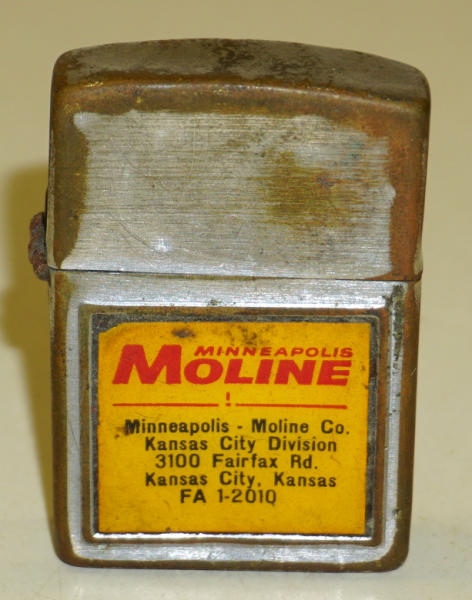 MINNEAPOLIS
MOLINE
Minneapolis - Moline Co.
Kansas City Division
3100 Fairfax Rd.
Kansas City, Kansas
FA 1-2010